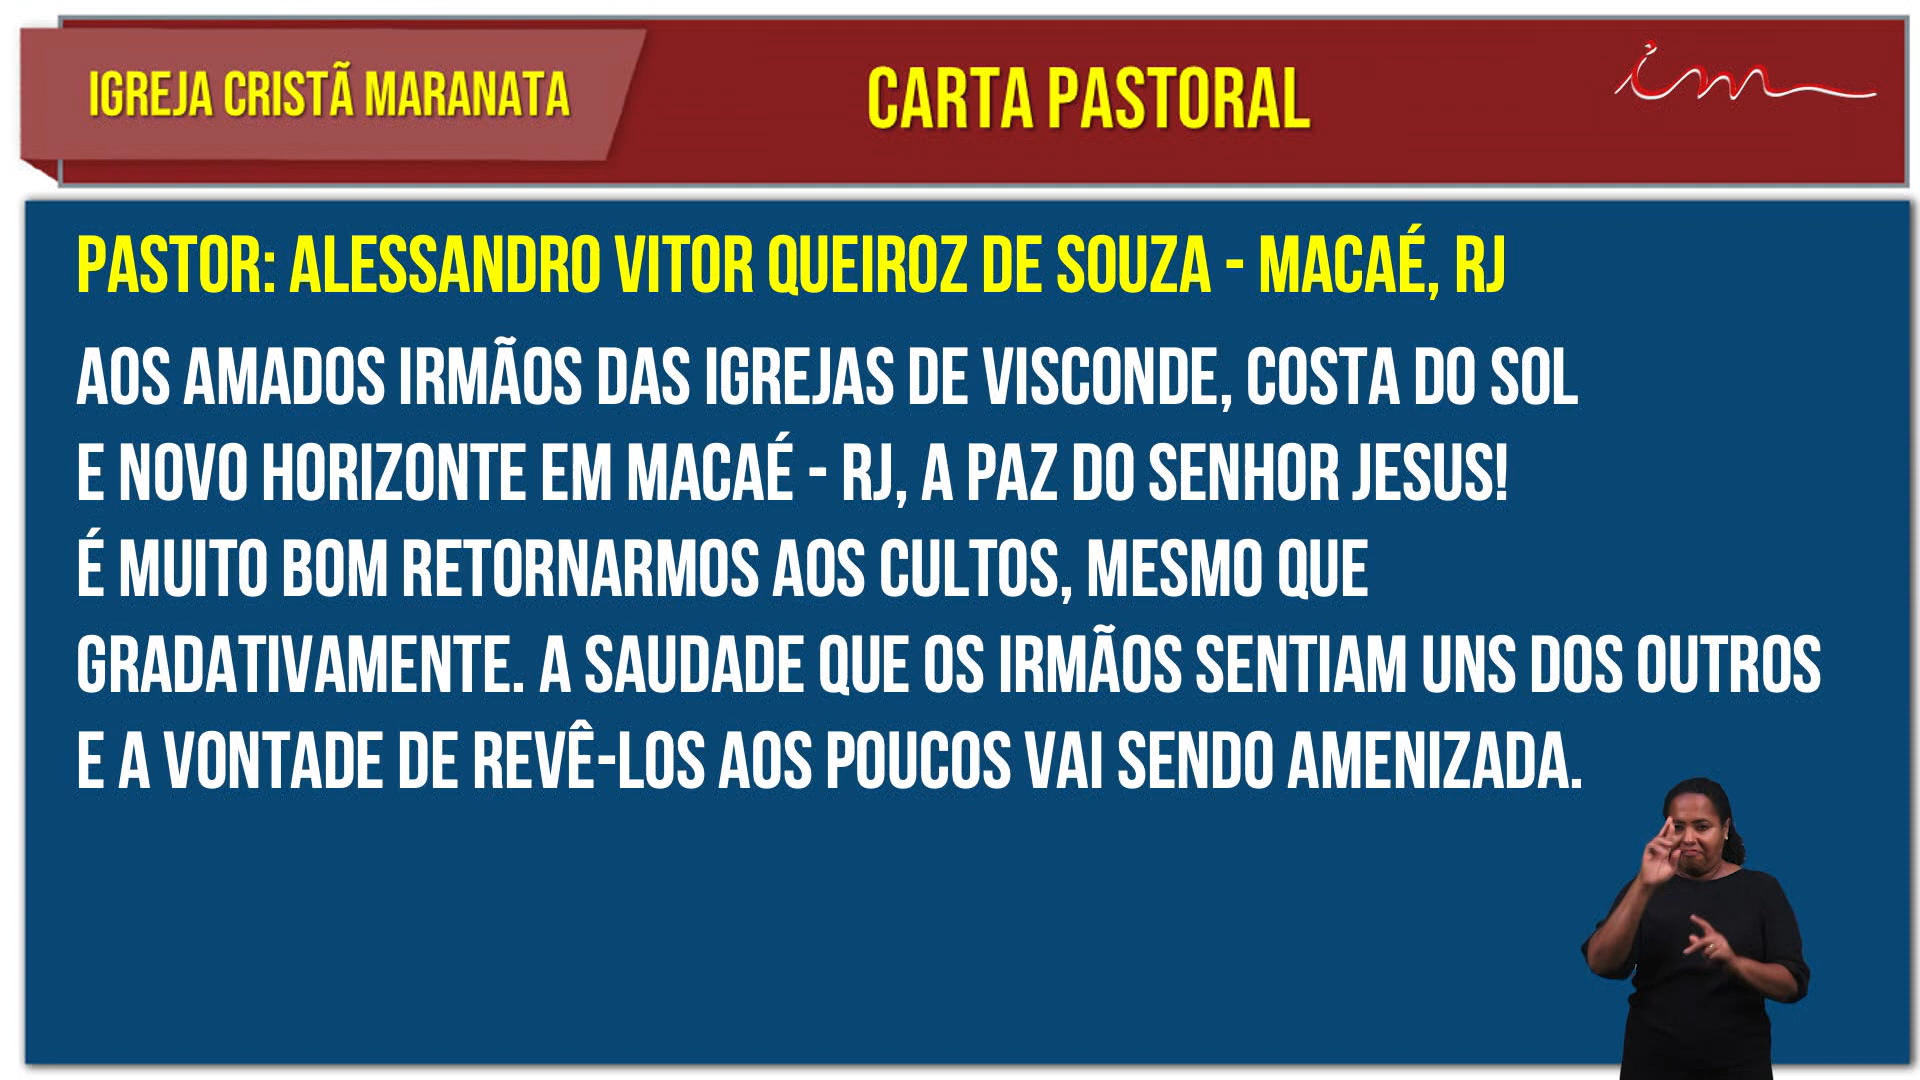 IGREJA CRISTÃ MARANATA
CARTA PASTORAL
im
PASTOR: ALESSANDRO VITOR QUEIROZ DE SOUZA - MACAÉ, RJ
AOS AMADOS IRMÃOS DAS IGREJAS DE VISCONDE, COSTA DO SOL
E NOVO HORIZONTE EM MACAÉ - RJ, A PAZ DO SENHOR JESUS!
É MUITO BOM RETORNARMOS AOS CULTOS, MESMO QUE
GRADATIVAMENTE. A SAUDADE QUE OS IRMÃOS SENTIAM UNS DOS OUTROS
E A VONTADE DE REVÊ-LOS AOS POUCOS VAI SENDO AMENIZADA.